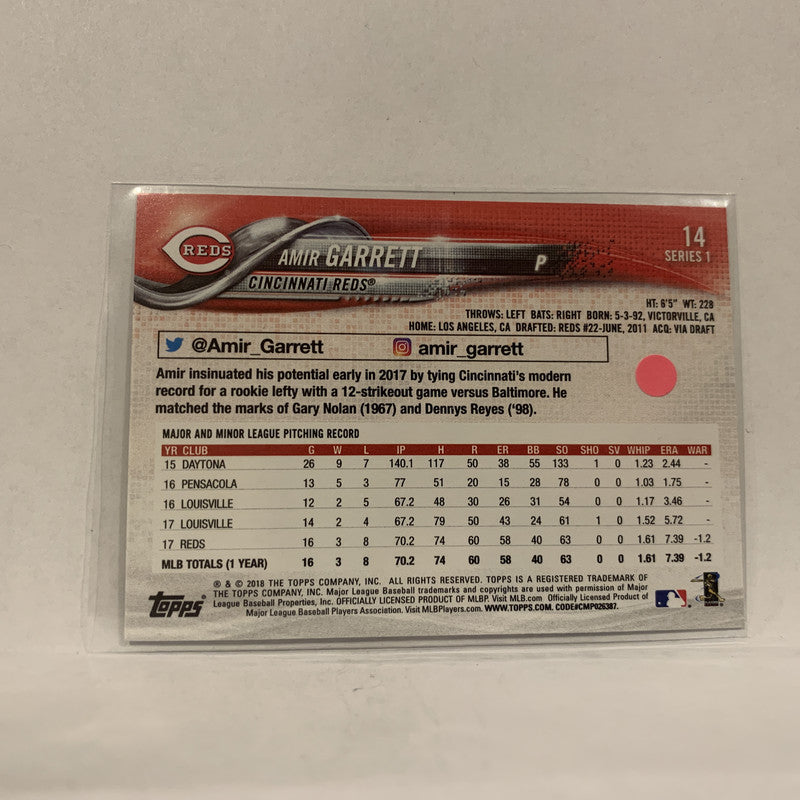 REDS
AMIR GARRETT
P
14
SERIES 1
CINCINNATI REDS®
HT: 6'5" WT: 228
THROWS: LEFT BATS: RIGHT BORN: 5-3-92, VICTORVILLE, CA
HOME: LOS ANGELES, CA DRAFTED: REDS #22-JUNE, 2011 ACQ: VIA DRAFT
@Amir_Garrett amir_garrett
Amir insinuated his potential early in 2017 by tying Cincinnati's modern
record for a rookie lefty with a 12-strikeout game versus Baltimore. He
matched the marks of Gary Nolan (1967) and Dennys Reyes ('98).
MAJOR AND MINOR LEAGUE PITCHING RECORD
YR CLUB G W L IP H R ER BB SO SHO SV WHIP ERA WAR
15 DAYTONA 26 9 7 140.1 117 50 38 55 133 1 0 1.23 2.44 -
16 PENSACOLA 13 5 3 77 51 20 15 28 78 0 0 1.03 1.75 -
16 LOUISVILLE 12 2 5 67.2 48 30 26 31 54 0 0 1.17 3.46 -
17 LOUISVILLE 14 2 4 67.2 79 50 43 24 61 1 0 1.52 5.72 -
17 REDS 16 3 8 70.2 74 60 58 40 63 0 0 1.61 7.39 -1.2
MLB TOTALS (1 YEAR) 16 3 8 70.2 74 60 58 40 63 0 0 1.61 7.39 -1.2
® & © 2018 THE TOPPS COMPANY, INC. ALL RIGHTS RESERVED. TOPPS IS A REGISTERED TRADEMARK OF
THE TOPPS COMPANY, INC. Major League Baseball trademarks and copyrights are used with permission of Major
League Baseball Properties, Inc. OFFICIALLY LICENSED PRODUCT OF MLBP. Visit MLB.com Officially Licensed Product of
Major League Baseball Players Association. Visit MLBPlayers.com. WWW.TOPPS.COM. CODE#CMP026387.
Topps